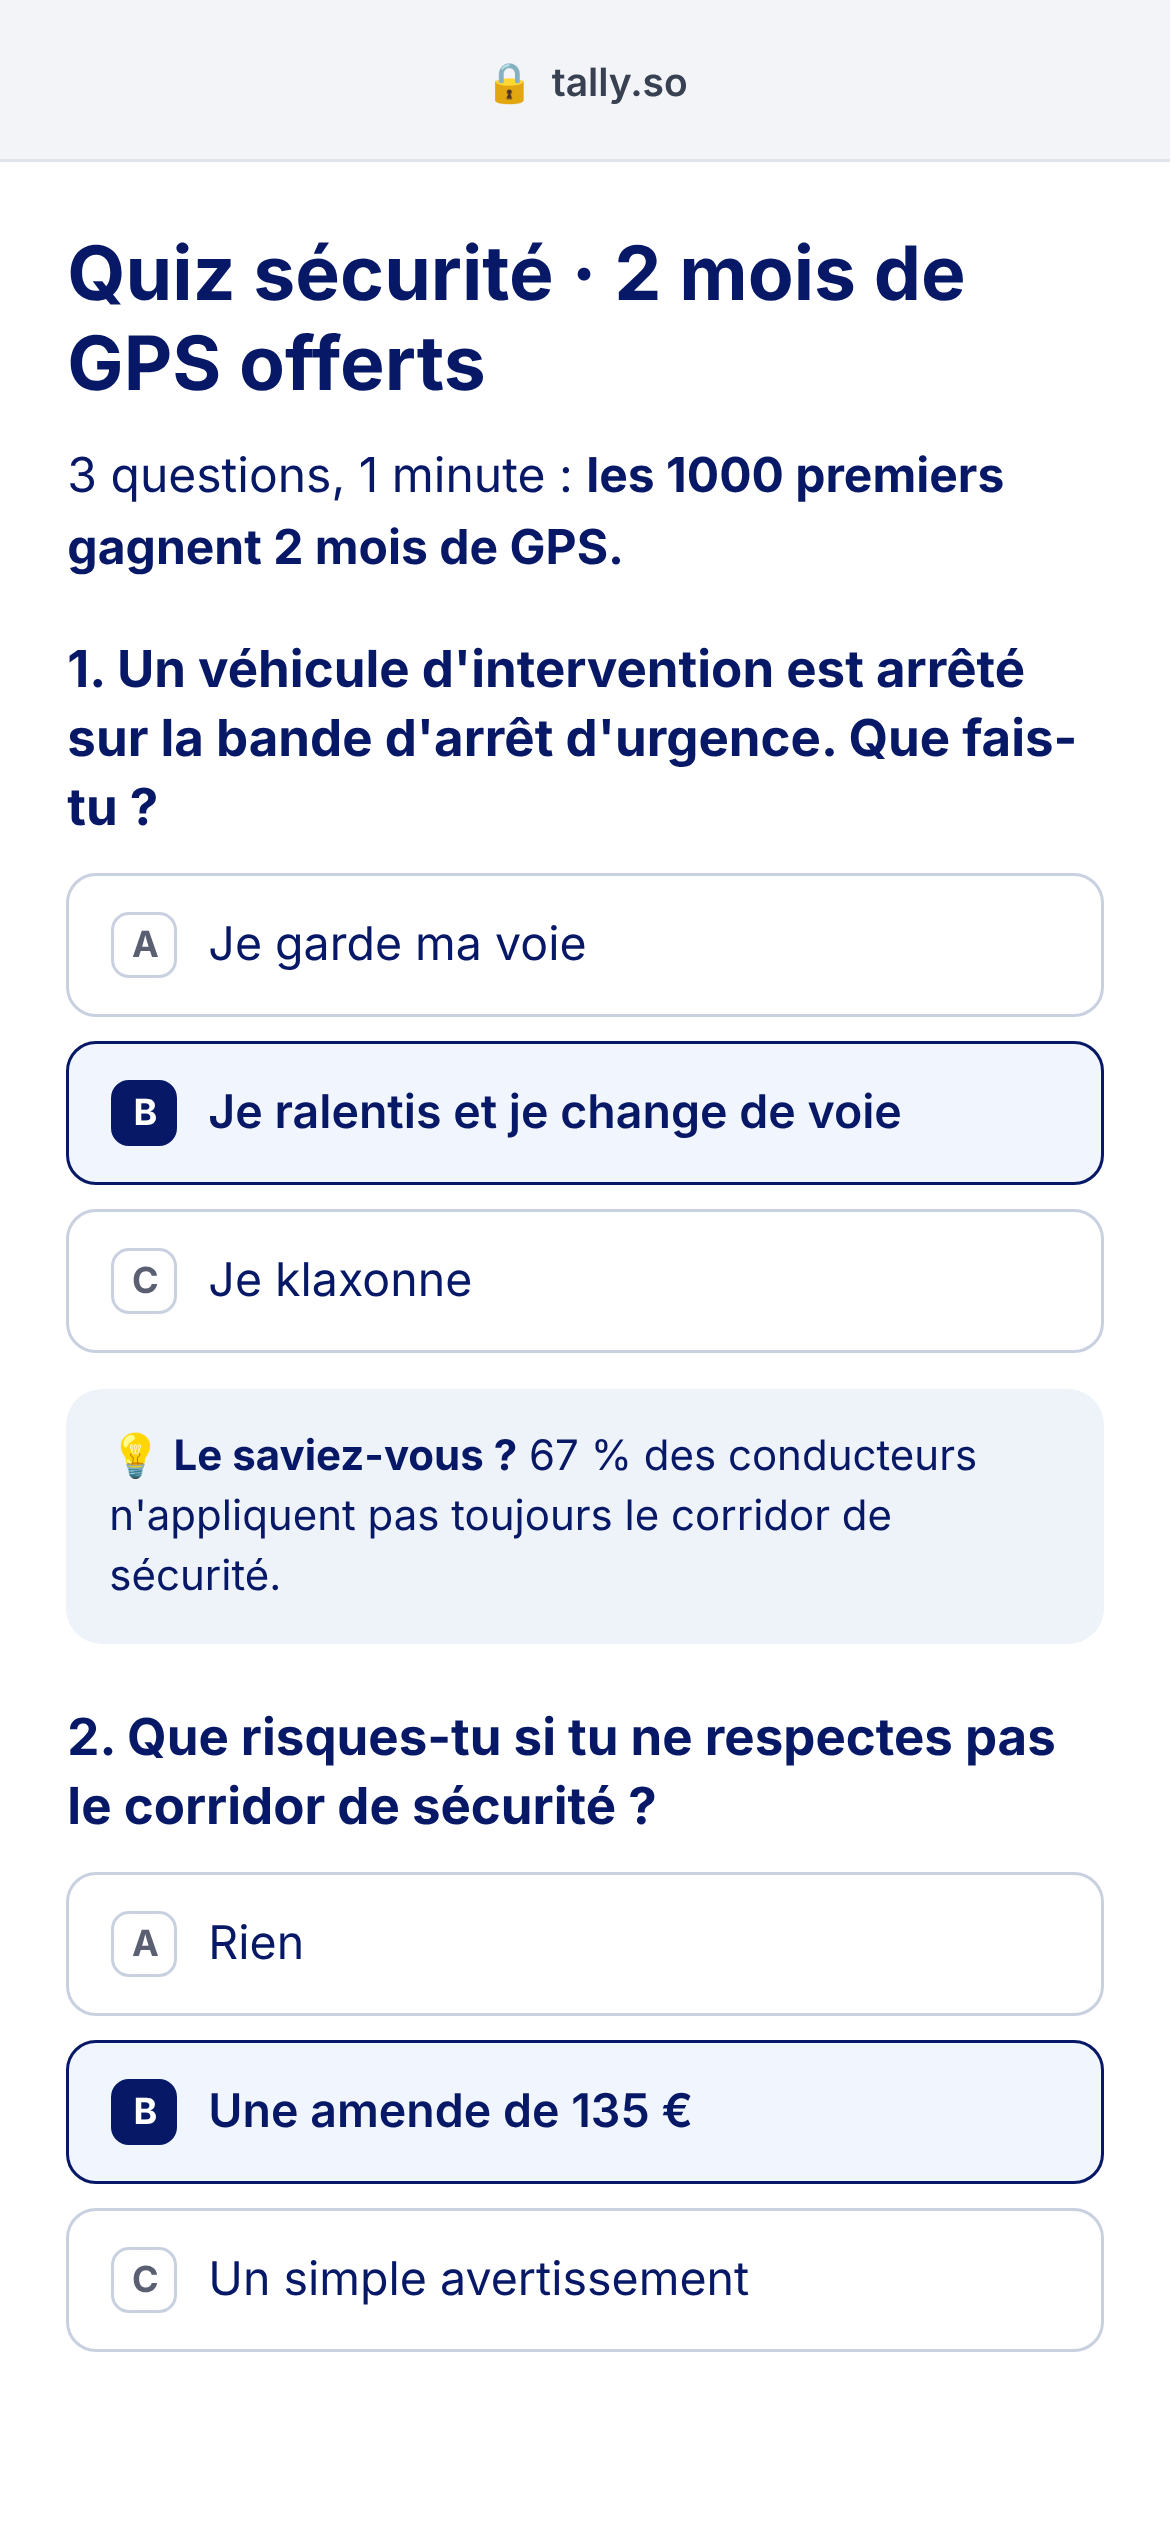 🔒 tally.so
Quiz sécurité · 2 mois de
GPS offerts
3 questions, 1 minute : les 1000 premiers
gagnent 2 mois de GPS.
1. Un véhicule d'intervention est arrêté
sur la bande d'arrêt d'urgence. Que fais-
tu ?
A Je garde ma voie
B Je ralentis et je change de voie
C Je klaxonne
💡 Le saviez-vous ? 67 % des conducteurs
n'appliquent pas toujours le corridor de
sécurité.
2. Que risques-tu si tu ne respectes pas
le corridor de sécurité ?
A Rien
B Une amende de 135 €
C Un simple avertissement